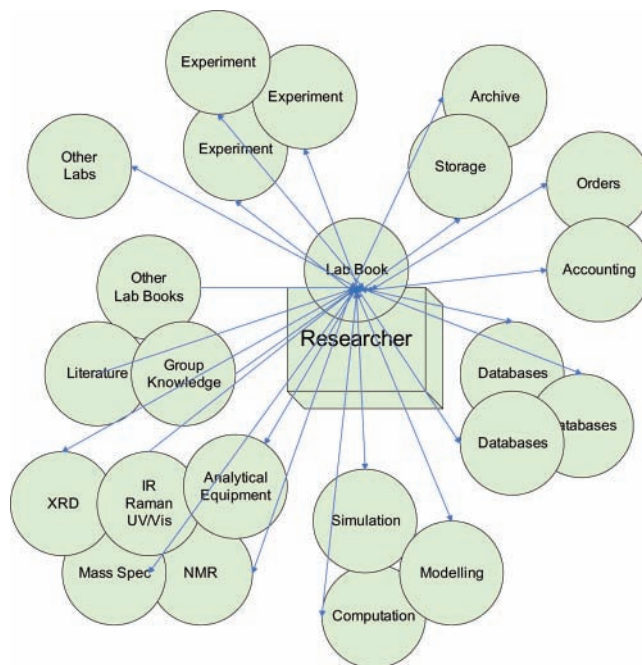 Experiment
Experiment
Archive
Experiment
Other
Labs
Storage
Orders
Lab Book
Other
Lab Books
Accounting
Researcher
Literature
Group
Knowledge
Databases
Databases
atabases
XRD
IR
Raman
UV/Vis
Analytical
Equipment
Simulation
Mass Spec
NMR
Modelling
Computation